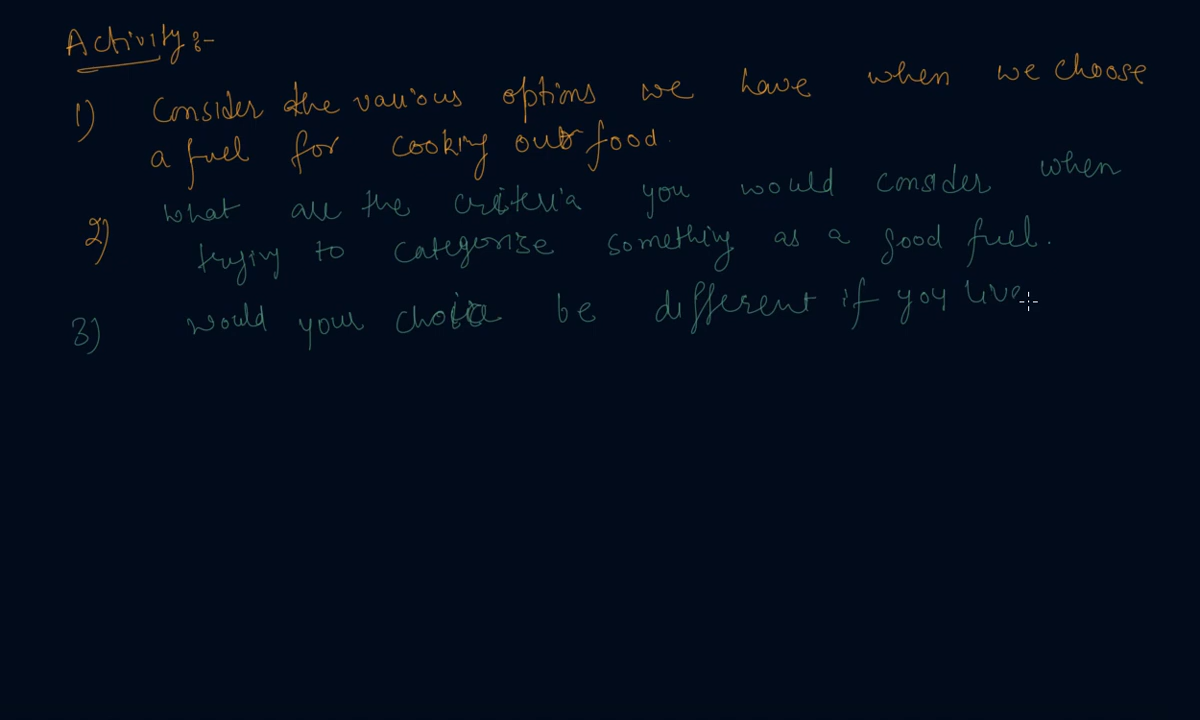 Activity:-
1) Consider the various options we have when we choose
a fuel for cooking our food.
2) What are the criteria you would consider when
trying to categorise something as a good fuel.
3) would your choice be different if you live